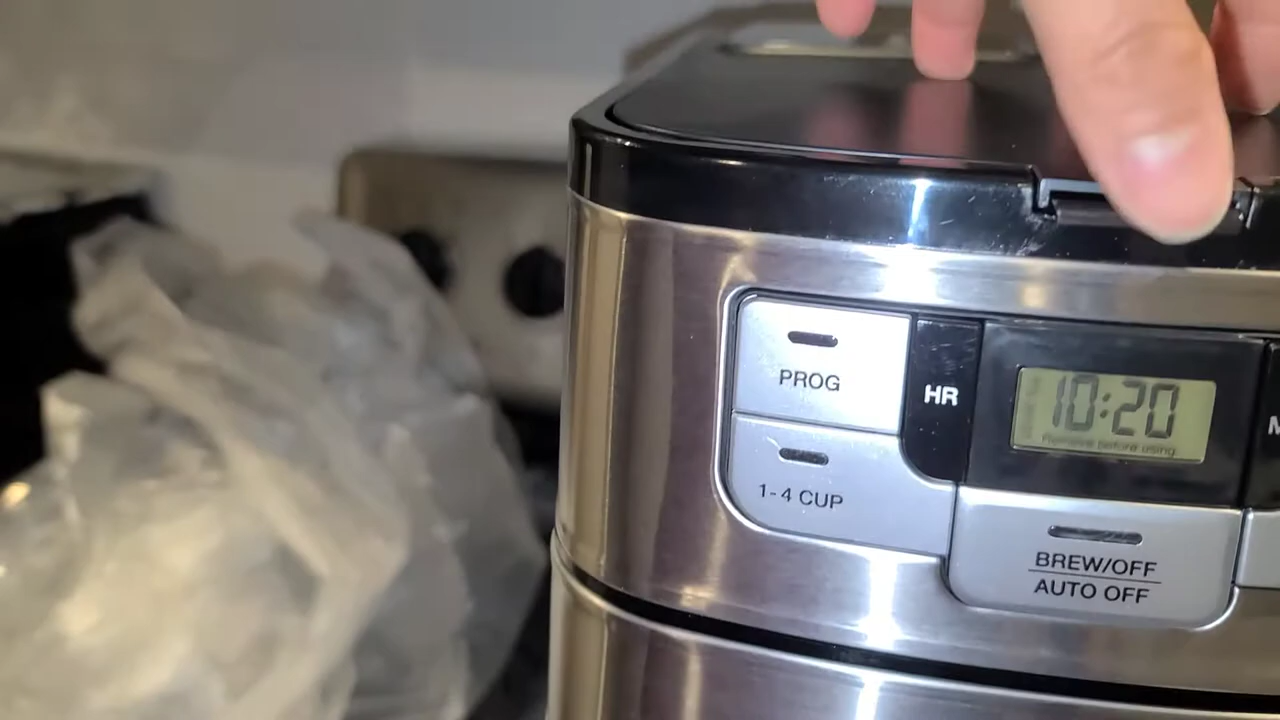 PROG
HR
10:20
Remove before using
1-4 CUP
BREW/OFF
AUTO OFF
M